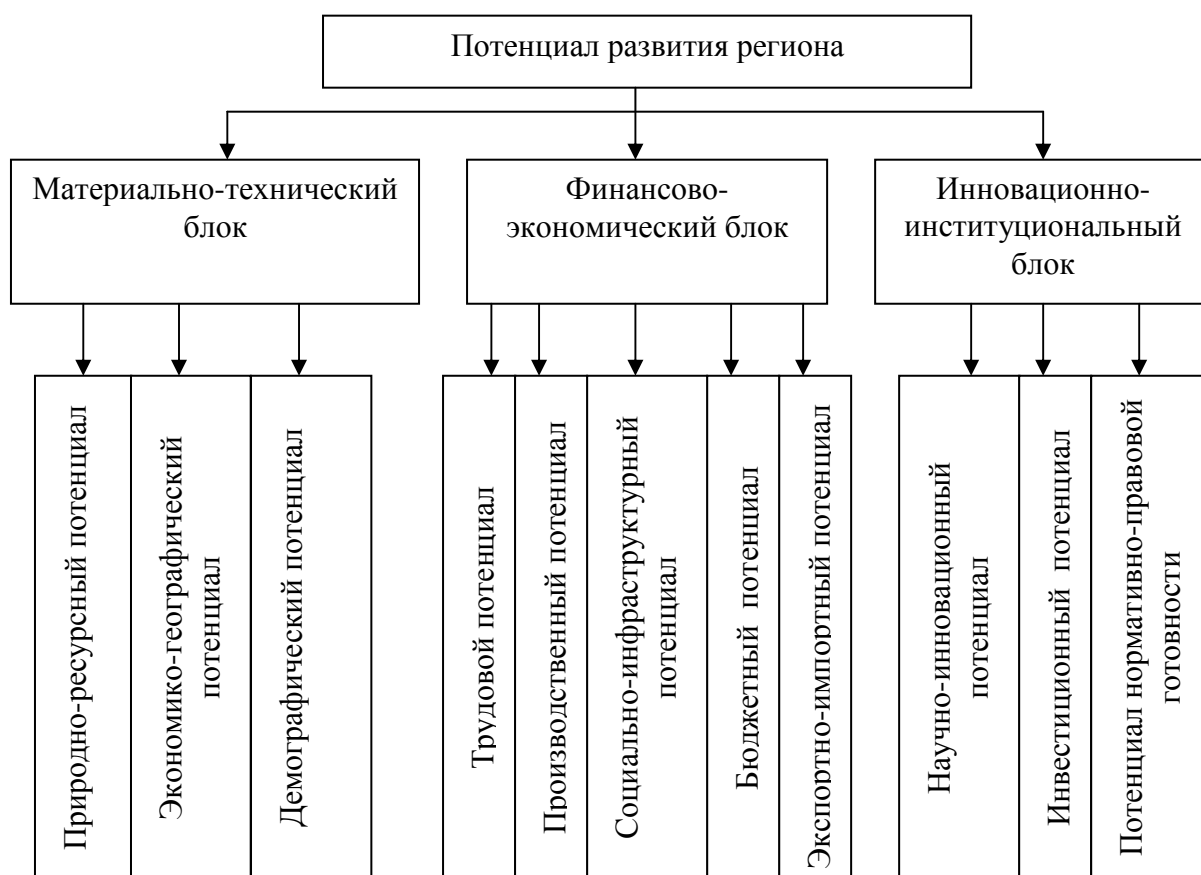 Потенциал развития региона
Материально-технический
блок
Финансово-
экономический блок
Инновационно-
институциональный
блок
Природно-ресурсный потенциал
Экономико-географический
потенциал
Демографический потенциал
Трудовой потенциал
Производственный потенциал
Социально-инфраструктурный
потенциал
Бюджетный потенциал
Экспортно-импортный потенциал
Научно-инновационный
потенциал
Инвестиционный потенциал
Потенциал нормативно-правовой
готовности